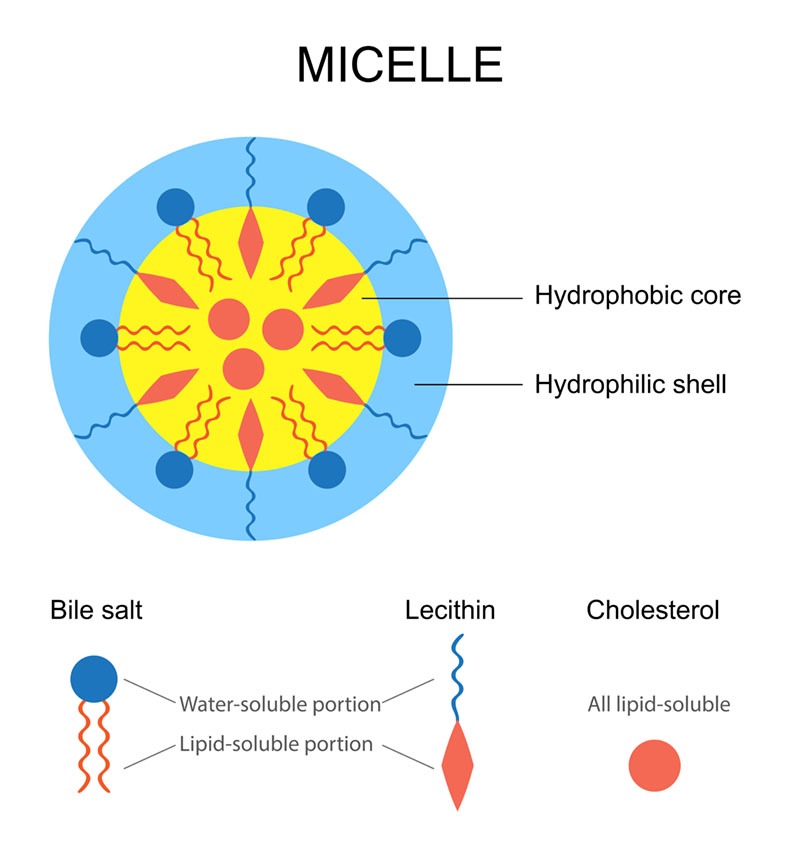 MICELLE
Hydrophobic core
Hydrophilic shell
Bile salt
Lecithin
Cholesterol
Water-soluble portion
All lipid-soluble
Lipid-soluble portion